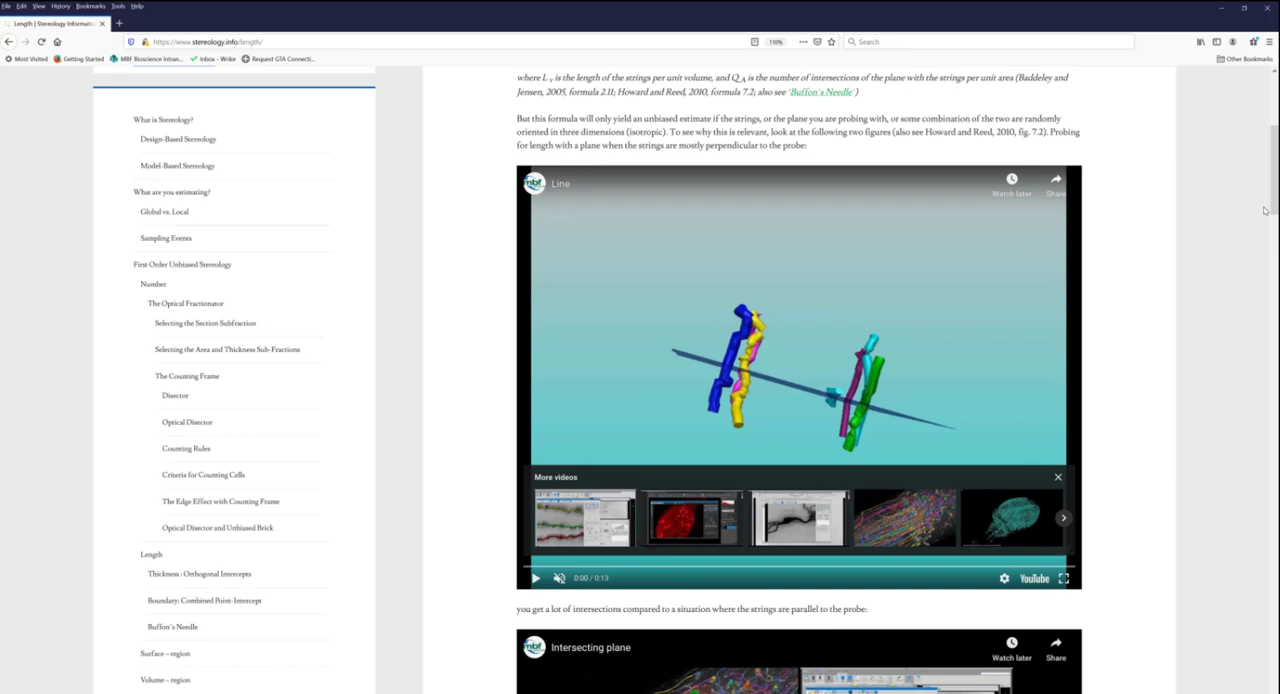 File Edit View History Bookmarks Tools Help
Length | Stereology Informatio
https://www.stereology.info/length/
110%
Search
Most Visited Getting Started MBF Bioscience Intran... Inbox - Wrike Request GTA Connecti...
Other Bookmarks
What is Stereology?
Design-Based Stereology
Model-Based Stereology
What are you estimating?
Global vs. Local
Sampling Events
First Order Unbiased Stereology
Number
The Optical Fractionator
Selecting the Section Subfraction
Selecting the Area and Thickness Sub-Fractions
The Counting Frame
Disector
Optical Disector
Counting Rules
Criteria for Counting Cells
The Edge Effect with Counting Frame
Optical Disector and Unbiased Brick
Length
Thickness : Orthogonal Intercepts
Boundary: Combined Point-Intercept
Buffon's Needle
Surface – region
Volume – region
where L v is the length of the strings per unit volume, and Q A is the number of intersections of the plane with the strings per unit area (Baddeley and
Jensen, 2005, formula 2.11; Howard and Reed, 2010, formula 7.2; also see 'Buffon's Needle')
But this formula will only yield an unbiased estimate if the strings, or the plane you are probing with, or some combination of the two are randomly
oriented in three dimensions (isotropic). To see why this is relevant, look at the following two figures (also see Howard and Reed, 2010, fig. 7.2). Probing
for length with a plane when the strings are mostly perpendicular to the probe:
mbf
Line
Watch later
Share
More videos
0:00 / 0:13
YouTube
you get a lot of intersections compared to a situation where the strings are parallel to the probe:
mbf
Intersecting plane
Watch later
Share